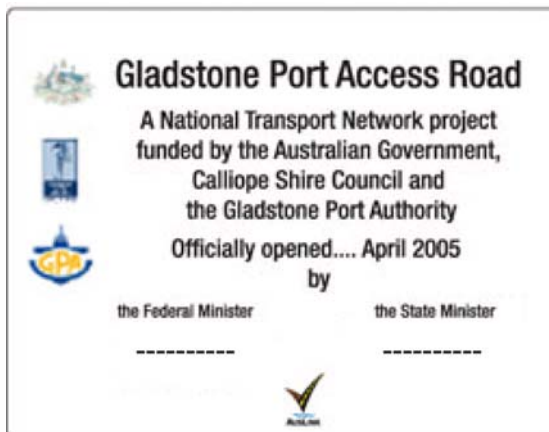 Gladstone Port Access Road
A National Transport Network project
funded by the Australian Government,
Calliope Shire Council and
the Gladstone Port Authority
Officially opened.... April 2005
by
the Federal Minister the State Minister
---------- ----------
GPA
AUSLINK